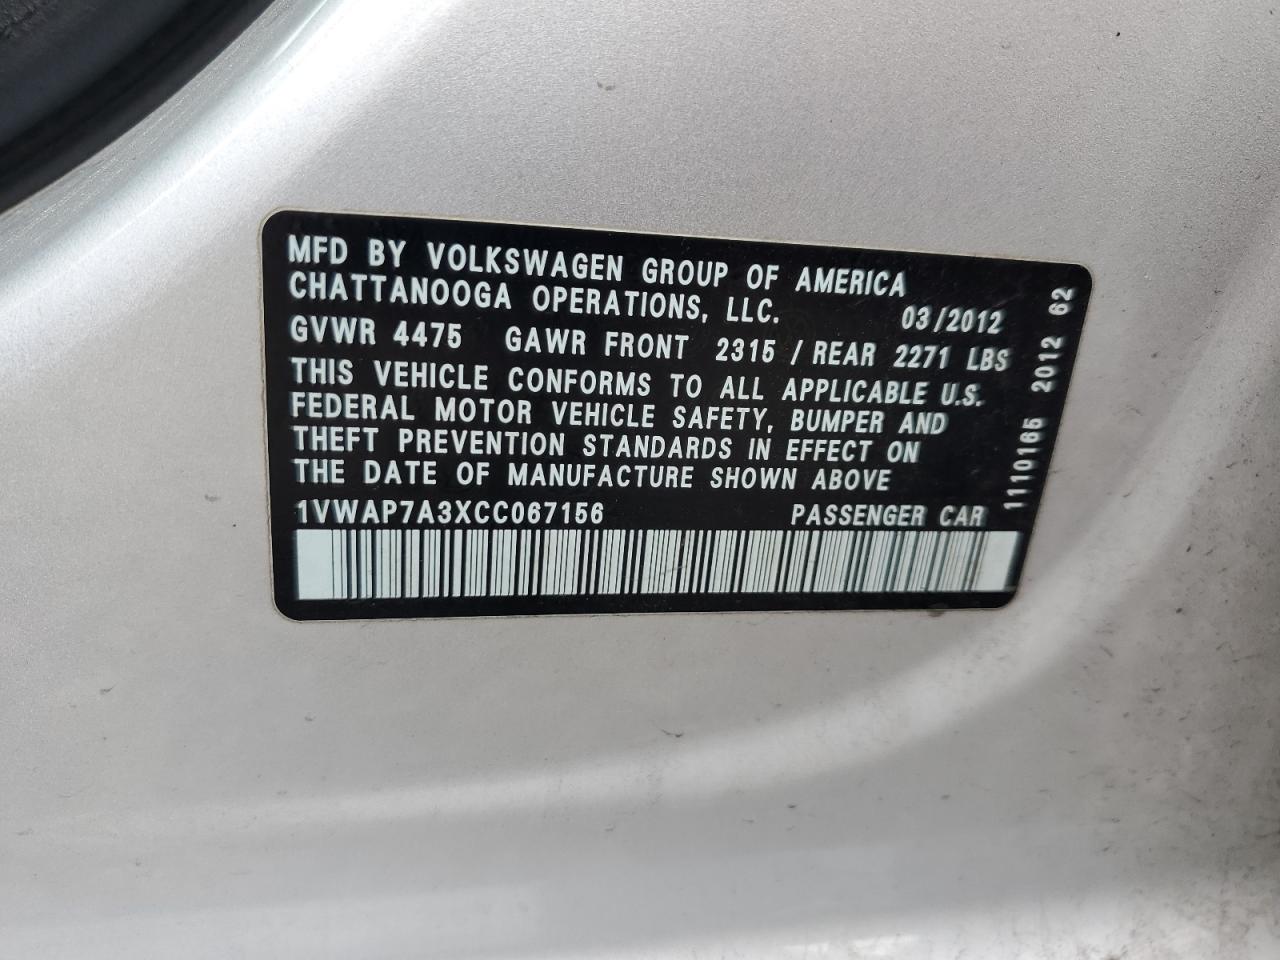 MFD BY VOLKSWAGEN GROUP OF AMERICA
CHATTANOOGA OPERATIONS, LLC. 03/2012
GVWR 4475 GAWR FRONT 2315 / REAR 2271 LBS
THIS VEHICLE CONFORMS TO ALL APPLICABLE U.S.
FEDERAL MOTOR VEHICLE SAFETY, BUMPER AND
THEFT PREVENTION STANDARDS IN EFFECT ON
THE DATE OF MANUFACTURE SHOWN ABOVE
1VWAP7A3XCC067156 PASSENGER CAR
1110165 2012 62